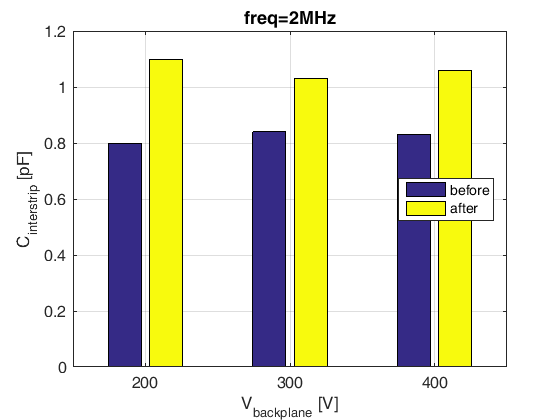 freq=2MHz
1.2
1
0.8
0.6
0.4
0.2
0
C_interstrip [pF]
before
after
200
300
400
V_backplane [V]